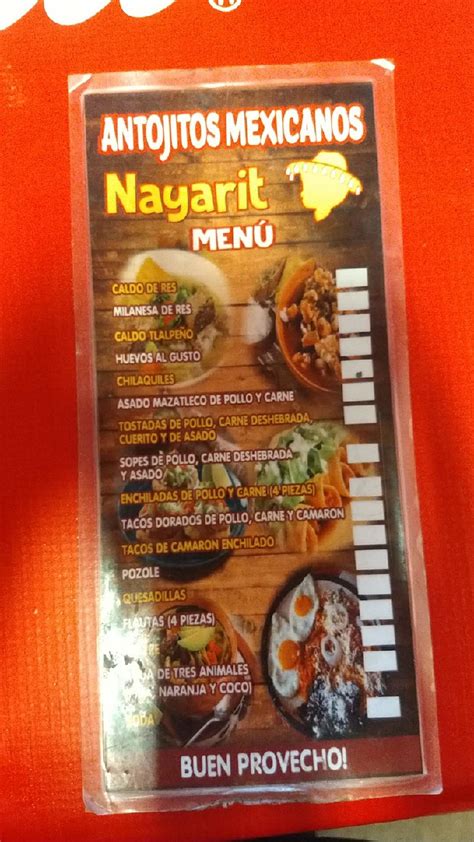 ®
ANTOJITOS MEXICANOS
Nayarit
MENÚ
CALDO DE RES
MILANESA DE RES
CALDO TLALPEÑO
HUEVOS AL GUSTO
CHILAQUILES
ASADO MAZATLECO DE POLLO Y CARNE
TOSTADAS DE POLLO, CARNE DESHEBRADA,
CUERITO Y DE ASADO
SOPES DE POLLO, CARNE DESHEBRADA
Y ASADO
ENCHILADAS DE POLLO Y CARNE (4 PIEZAS)
TACOS DORADOS DE POLLO, CARNE Y CAMARON
TACOS DE CAMARON ENCHILADO
POZOLE
QUESADILLAS
FLAUTAS (4 PIEZAS)
DE TRES ANIMALES
NARANJA Y COCO)
BUEN PROVECHO!